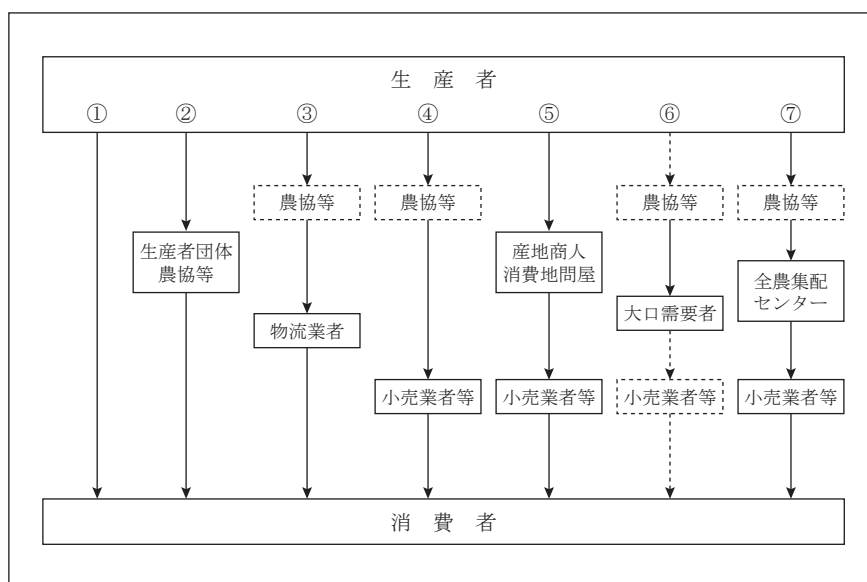 生 産 者
① ② ③ ④ ⑤ ⑥ ⑦
農協等 農協等 農協等 農協等
生産者団体
農協等
産地商人
消費地問屋
全農集配
センター
物流業者
大口需要者
小売業者等 小売業者等 小売業者等 小売業者等
消 費 者